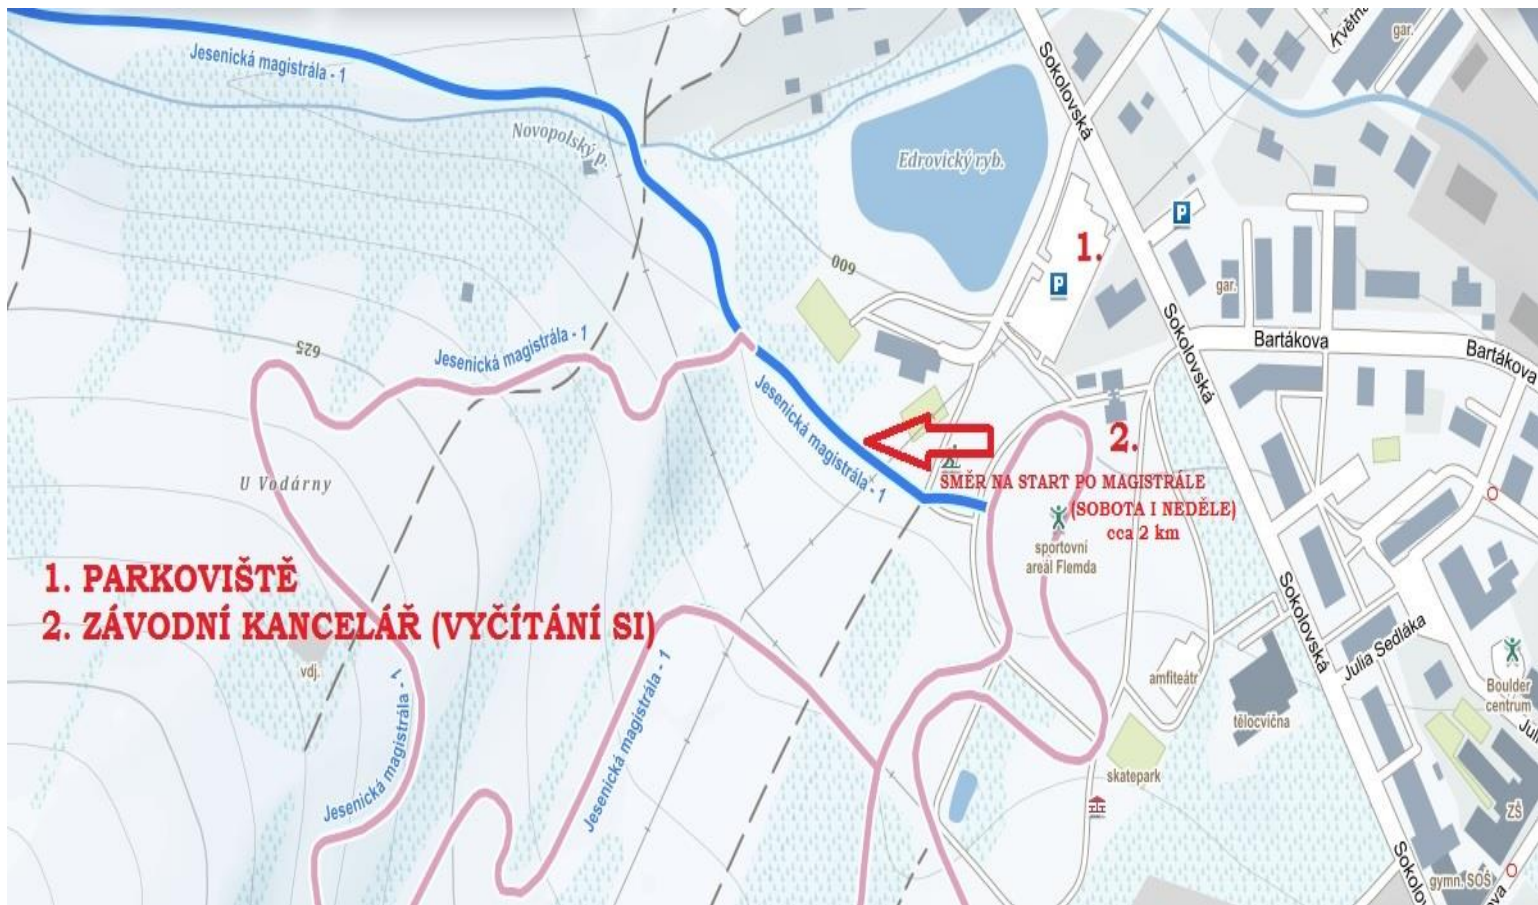 Jesenická magistrála - 1
Novopolský p.
Edrovický ryb.
Sokolovská
Květná
gar.
P
1.
P
600
gar.
Sokolovská
Bartákova
Bartákova
625
Jesenická magistrála - 1
Jesenická magistrála - 1
2.
U Vodárny
SMĚR NA START PO MAGISTRÁLE
(SOBOTA I NEDĚLE)
cca 2 km
sportovní
areál Flemda
1. PARKOVIŠTĚ
2. ZÁVODNÍ KANCELÁŘ (VYČÍTÁNÍ SI)
vdj.
Jesenická magistrála - 1
Jesenická magistrála - 1
Sokolovská
Julia Sedláka
amfiteátr
tělocvična
skatepark
Boulder
centrum
ZŠ
gymn. SOŠ